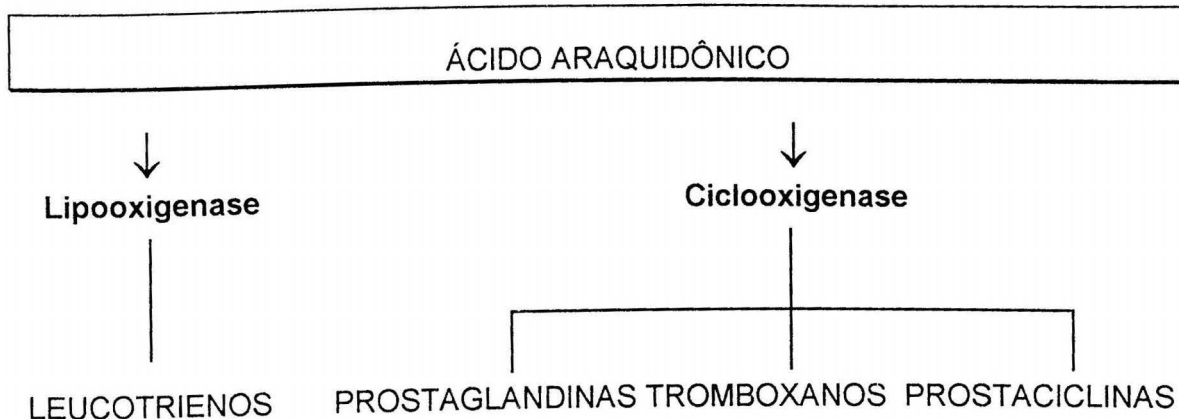 ÁCIDO ARAQUIDÔNICO
Lipooxigenase Ciclooxigenase
LEUCOTRIENOS PROSTAGLANDINAS TROMBOXANOS PROSTACICLINAS